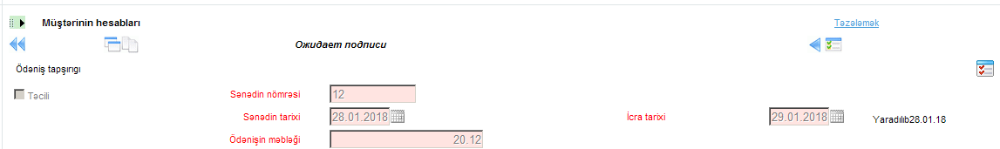 Müştərinin hesabları Təzələmək
Ожидает подписи
Ödəniş tapşırıgı
Təcili Sənədin nömrəsi 12
Sənədin tarixi 28.01.2018 İcra tarixi 29.01.2018 Yaradılıb28.01.18
Ödənişin məbləği 20.12